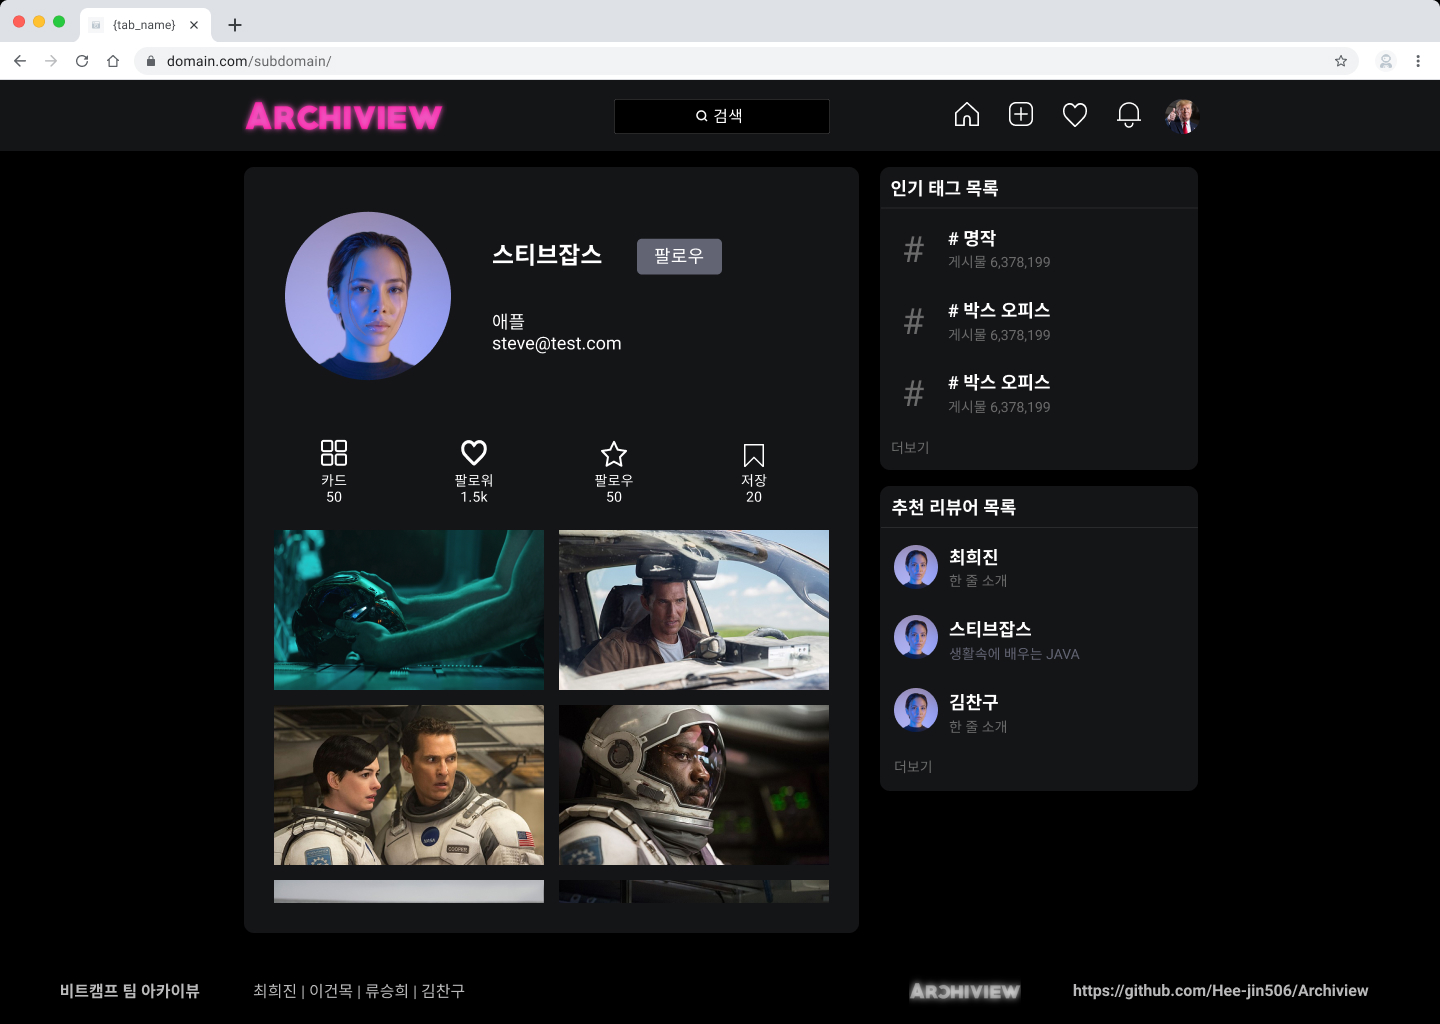 {tab_name}
domain.com/subdomain/
ARCHIVIEW
검색
스티브잡스
팔로우
애플
steve@test.com
카드
50
팔로워
1.5k
팔로우
50
저장
20
NASA
COOPER
인기 태그 목록
#
# 명작
게시물 6,378,199
#
# 박스 오피스
게시물 6,378,199
#
# 박스 오피스
게시물 6,378,199
더보기
추천 리뷰어 목록
최희진
한 줄 소개
스티브잡스
생활속에 배우는 JAVA
김찬구
한 줄 소개
더보기
비트캠프 팀 아카이뷰
최희진 | 이건목 | 류승희 | 김찬구
ARCHIVIEW
https://github.com/Hee-jin506/Archiview